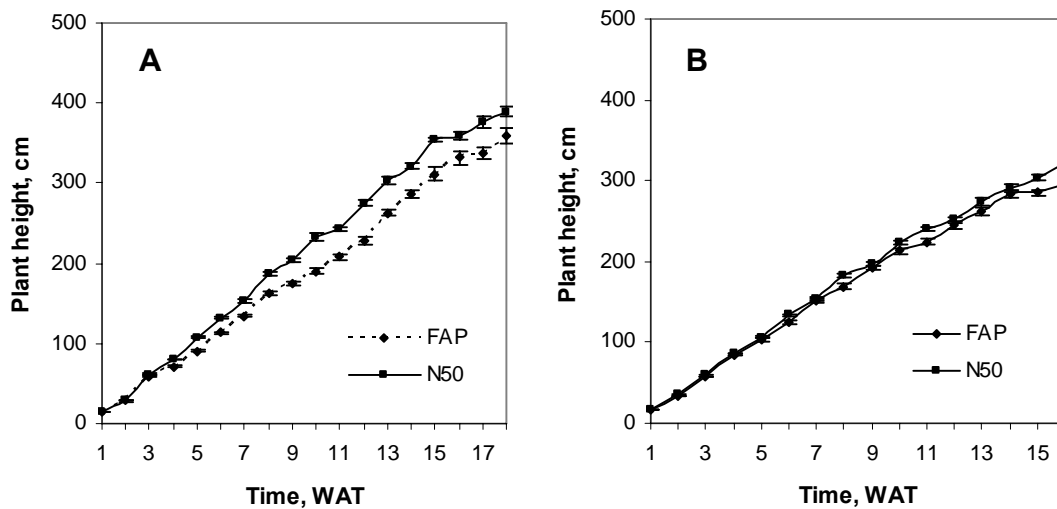 A
Plant height, cm
500
400
300
200
100
0
FAP
N50
1 3 5 7 9 11 13 15 17
Time, WAT
B
Plant height, cm
500
400
300
200
100
0
FAP
N50
1 3 5 7 9 11 13 15
Time, WAT